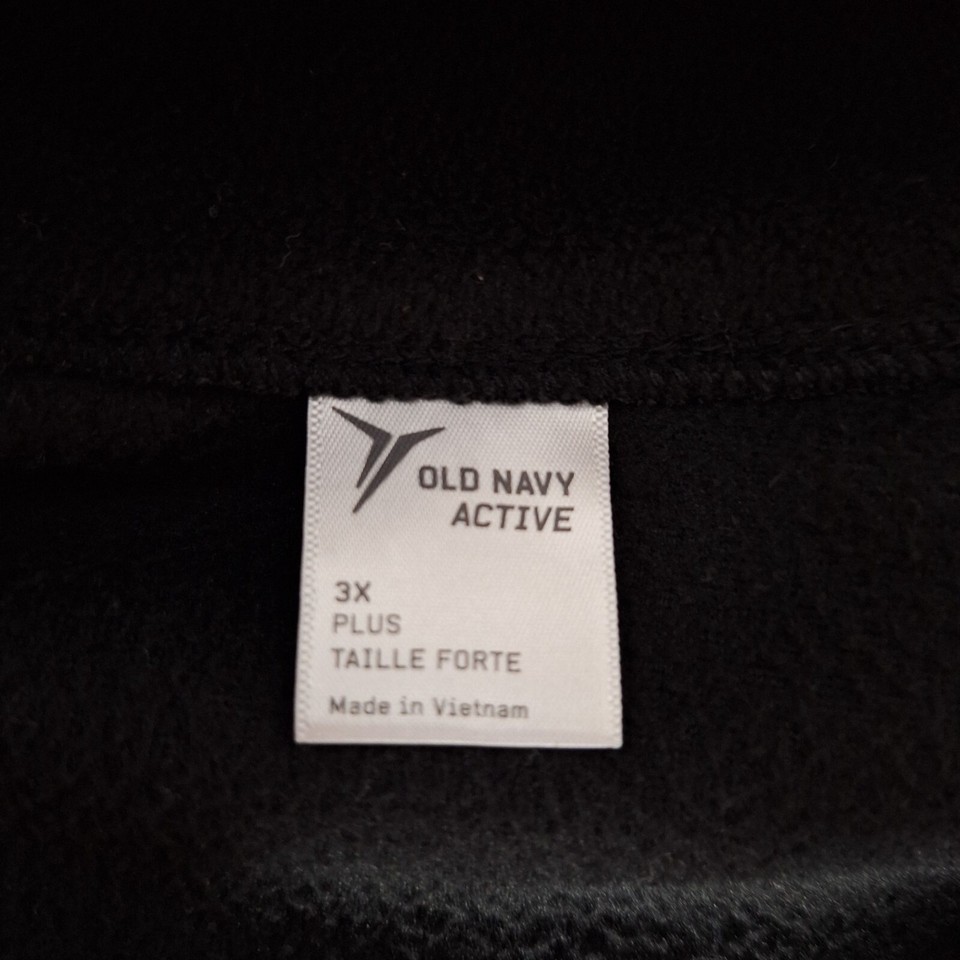 OLD NAVY
ACTIVE
3X
PLUS
TAILLE FORTE
Made in Vietnam